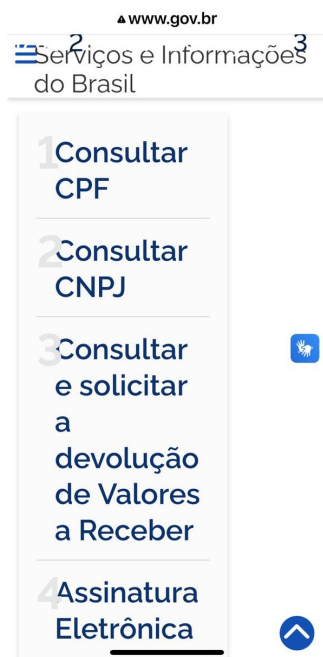 www.gov.br
2 3
Serviços e Informações
do Brasil
1 Consultar
CPF
2 Consultar
CNPJ
3 Consultar
e solicitar
a
devolução
de Valores
a Receber
4 Assinatura
Eletrônica